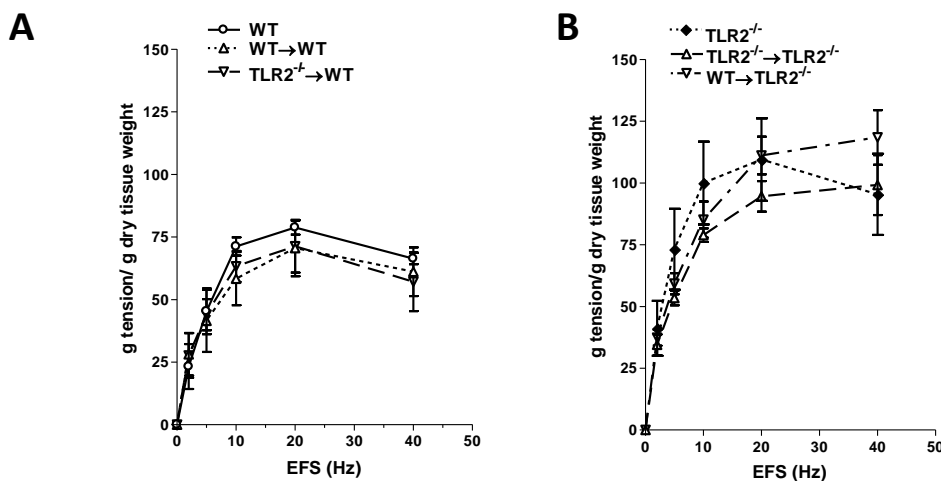 A
WT
WT→WT
TLR2-/-→WT
150
125
100
75
50
25
0
g tension/ g dry tissue weight
0 10 20 30 40 50
EFS (Hz)
B
TLR2-/-
TLR2-/-→TLR2-/-
WT→TLR2-/-
150
125
100
75
50
25
0
g tension/g dry tissue weight
0 10 20 30 40 50
EFS (Hz)